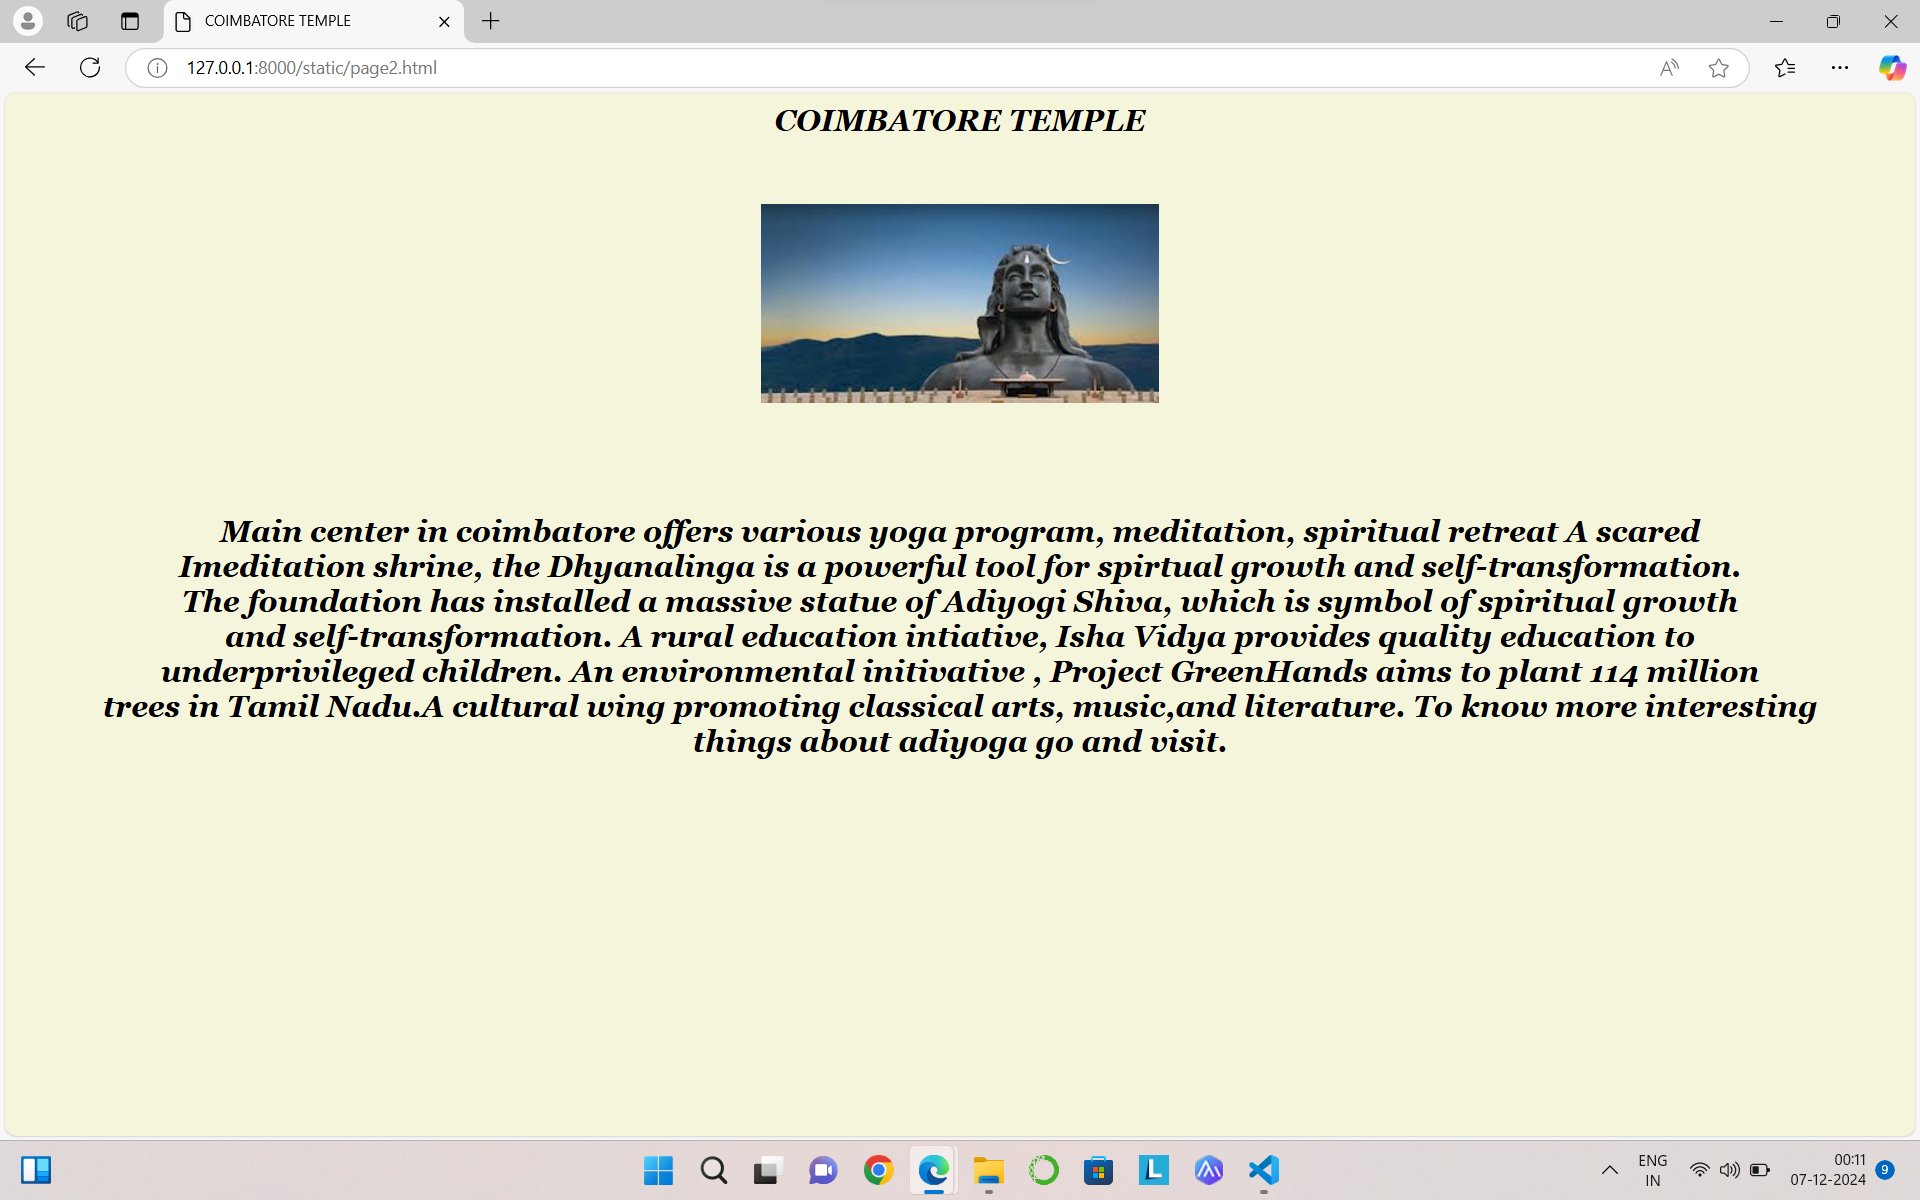 COIMBATORE TEMPLE
127.0.0.1:8000/static/page2.html
COIMBATORE TEMPLE
Main center in coimbatore offers various yoga program, meditation, spiritual retreat A scared
Imeditation shrine, the Dhyanalinga is a powerful tool for spirtual growth and self-transformation.
The foundation has installed a massive statue of Adiyogi Shiva, which is symbol of spiritual growth
and self-transformation. A rural education intiative, Isha Vidya provides quality education to
underprivileged children. An environmental initivative , Project GreenHands aims to plant 114 million
trees in Tamil Nadu.A cultural wing promoting classical arts, music,and literature. To know more interesting
things about adiyoga go and visit.
ENG
IN
00:11
07-12-2024
9